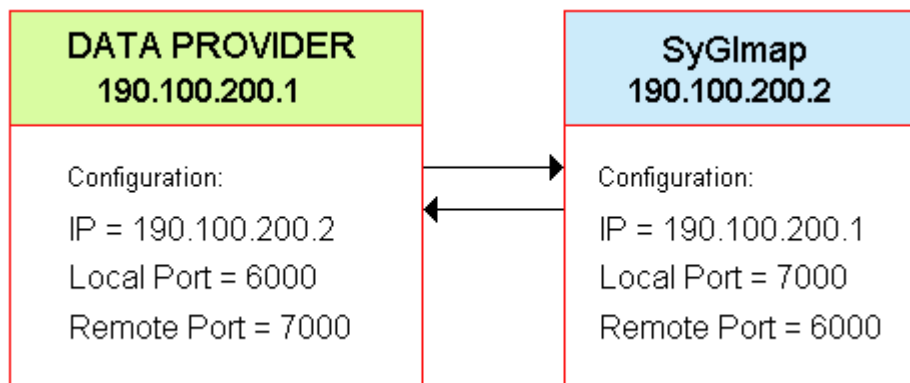 DATA PROVIDER
190.100.200.1
Configuration:
IP = 190.100.200.2
Local Port = 6000
Remote Port = 7000
SyGImap
190.100.200.2
Configuration:
IP = 190.100.200.1
Local Port = 7000
Remote Port = 6000